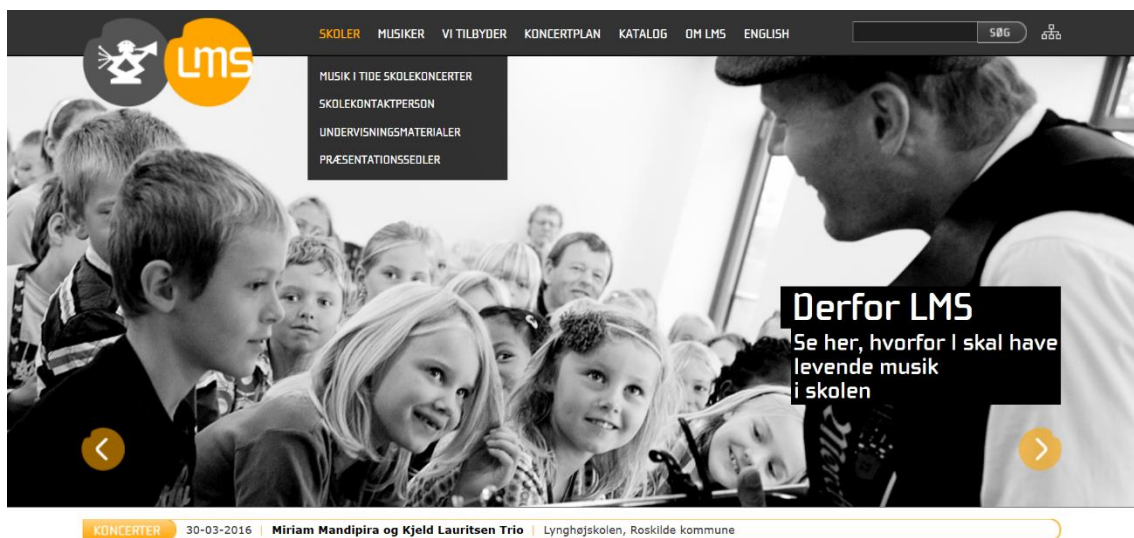 LMS
SKOLER MUSIKER VI TILBYDER KONCERTPLAN KATALOG OM LMS ENGLISH
SØG
MUSIK I TIDE SKOLEKONCERTER
SKOLEKONTAKTPERSON
UNDERVISNINGSMATERIALER
PRÆSENTATIONSSEDLER
Derfor LMS
Se her, hvorfor I skal have
levende musik
i skolen
KONCERTER 30-03-2016 | Miriam Mandipira og Kjeld Lauritsen Trio | Lynghøjskolen, Roskilde kommune